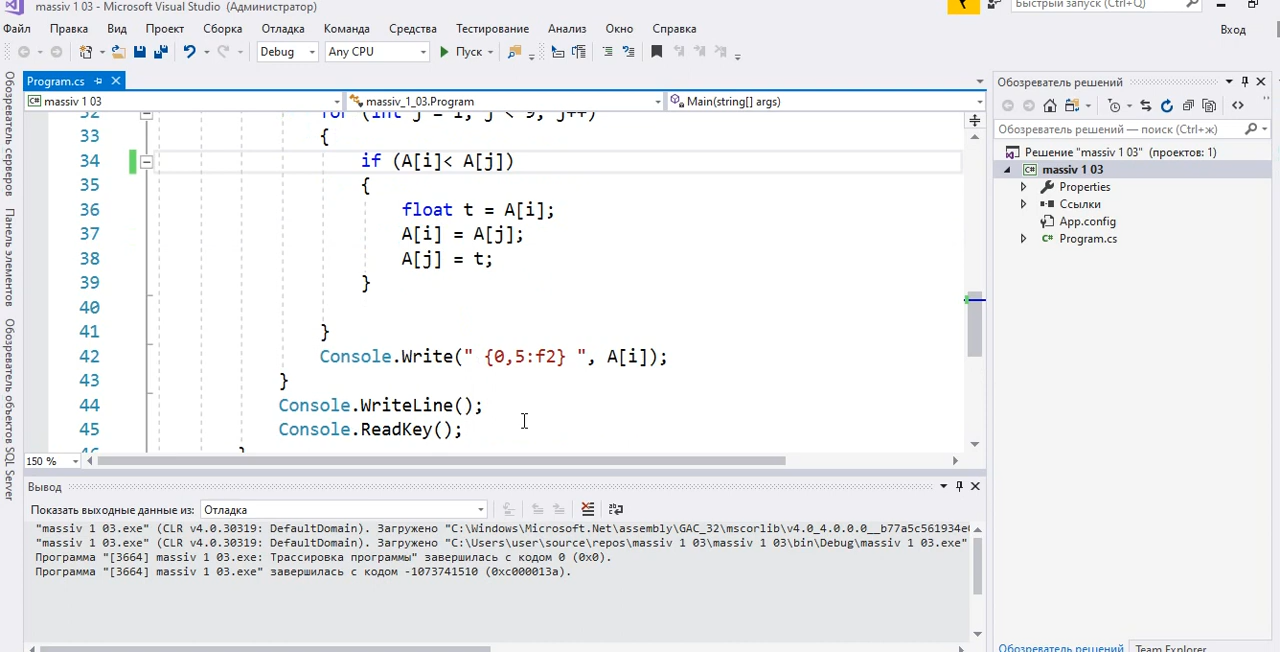 massiv 1 03 - Microsoft Visual Studio (Администратор)
Быстрый запуск (Ctrl+Q)
Файл Правка Вид Проект Сборка Отладка Команда Средства Тестирование Анализ Окно Справка
Вход
Debug Any CPU Пуск
Program.cs
massiv 1 03 massiv_1_03.Program Main(string[] args)
32 for (int j = 1; j < 9; j++)
33 {
34 if (A[i]< A[j])
35 {
36 float t = A[i];
37 A[i] = A[j];
38 A[j] = t;
39 }
40
41 }
42 Console.Write(" {0,5:f2} ", A[i]);
43 }
44 Console.WriteLine();
45 Console.ReadKey();
46 }
150 %
Обозреватель серверов
Панель элементов
Обозреватель объектов SQL Server
Обозреватель решений
Обозреватель решений — поиск (Ctrl+ж)
Решение "massiv 1 03" (проектов: 1)
massiv 1 03
Properties
Ссылки
App.config
Program.cs
Обозреватель решений Team Explorer
Вывод
Показать выходные данные из: Отладка
"massiv 1 03.exe" (CLR v4.0.30319: DefaultDomain). Загружено "C:\Windows\Microsoft.Net\assembly\GAC_32\mscorlib\v4.0_4.0.0.0__b77a5c561934e0
"massiv 1 03.exe" (CLR v4.0.30319: DefaultDomain). Загружено "C:\Users\user\source\repos\massiv 1 03\massiv 1 03\bin\Debug\massiv 1 03.exe"
Программа "[3664] massiv 1 03.exe: Трассировка программы" завершилась с кодом 0 (0x0).
Программа "[3664] massiv 1 03.exe" завершилась с кодом -1073741510 (0xc000013a).